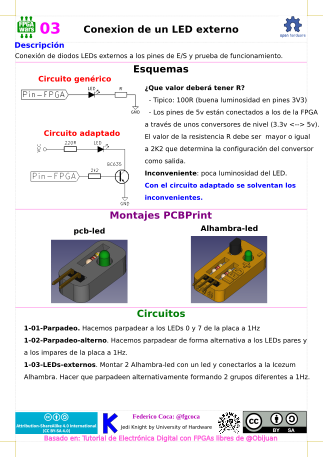 FPGA
wars
03
Conexion de un LED externo
open hardware
Descripción
Conexión de diodos LEDs externos a los pines de E/S y prueba de funcionamiento.
Esquemas
Circuito genérico
Pin-FPGA
LED
R
GND
¿Que valor deberá tener R?
- Típico: 100R (buena luminosidad en pines 3V3)
- Los pines de 5v están conectados a los de la FPGA
a través de unos conversores de nivel (3.3v <--> 5v).
El valor de la resistencia R debe ser mayor o igual
a 2K2 que determina la configuración del conversor
como salida.
Inconveniente: poca luminosidad del LED.
Con el circuito adaptado se solventan los
inconvenientes.
Circuito adaptado
VCC
220R
LED
BC635
Pin-FPGA
2k2
GND
Montajes PCBPrint
pcb-led
Alhambra-led
Circuitos
1-01-Parpadeo. Hacemos parpadear a los LEDs 0 y 7 de la placa a 1Hz
1-02-Parpadeo-alterno. Hacemos parpadear de forma alternativa a los LEDs pares y
a los impares de la placa a 1Hz.
1-03-LEDs-externos. Montar 2 Alhambra-led con un led y conectarlos a la Icezum
Alhambra. Hacer que parpadeen alternativamente formando 2 grupos diferentes a 1Hz.
Attribution-ShareAlike 4.0 International
(CC BY-SA 4.0)
K
Federico Coca: @fgcoca
Jedi Knight by University of Hardware
cc
BY SA
Basado en: Tutorial de Electrónica Digital con FPGAs libres de @Obijuan